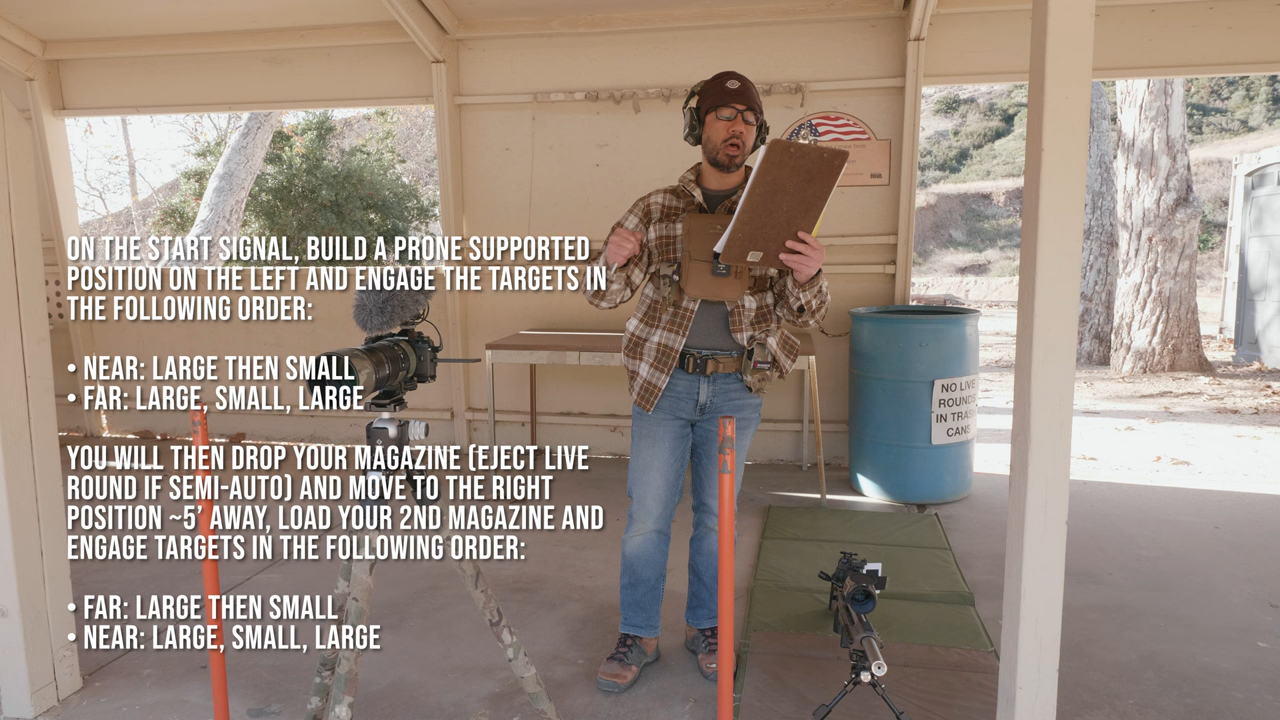 ON THE START SIGNAL, BUILD A PRONE SUPPORTED
POSITION ON THE LEFT AND ENGAGE THE TARGETS IN
THE FOLLOWING ORDER:
• NEAR: LARGE THEN SMALL
• FAR: LARGE, SMALL, LARGE
YOU WILL THEN DROP YOUR MAGAZINE (EJECT LIVE
ROUND IF SEMI-AUTO) AND MOVE TO THE RIGHT
POSITION ~5' AWAY, LOAD YOUR 2ND MAGAZINE AND
ENGAGE TARGETS IN THE FOLLOWING ORDER:
• FAR: LARGE THEN SMALL
• NEAR: LARGE, SMALL, LARGE
NO LIVE
ROUNDS
IN TRASH
CANS